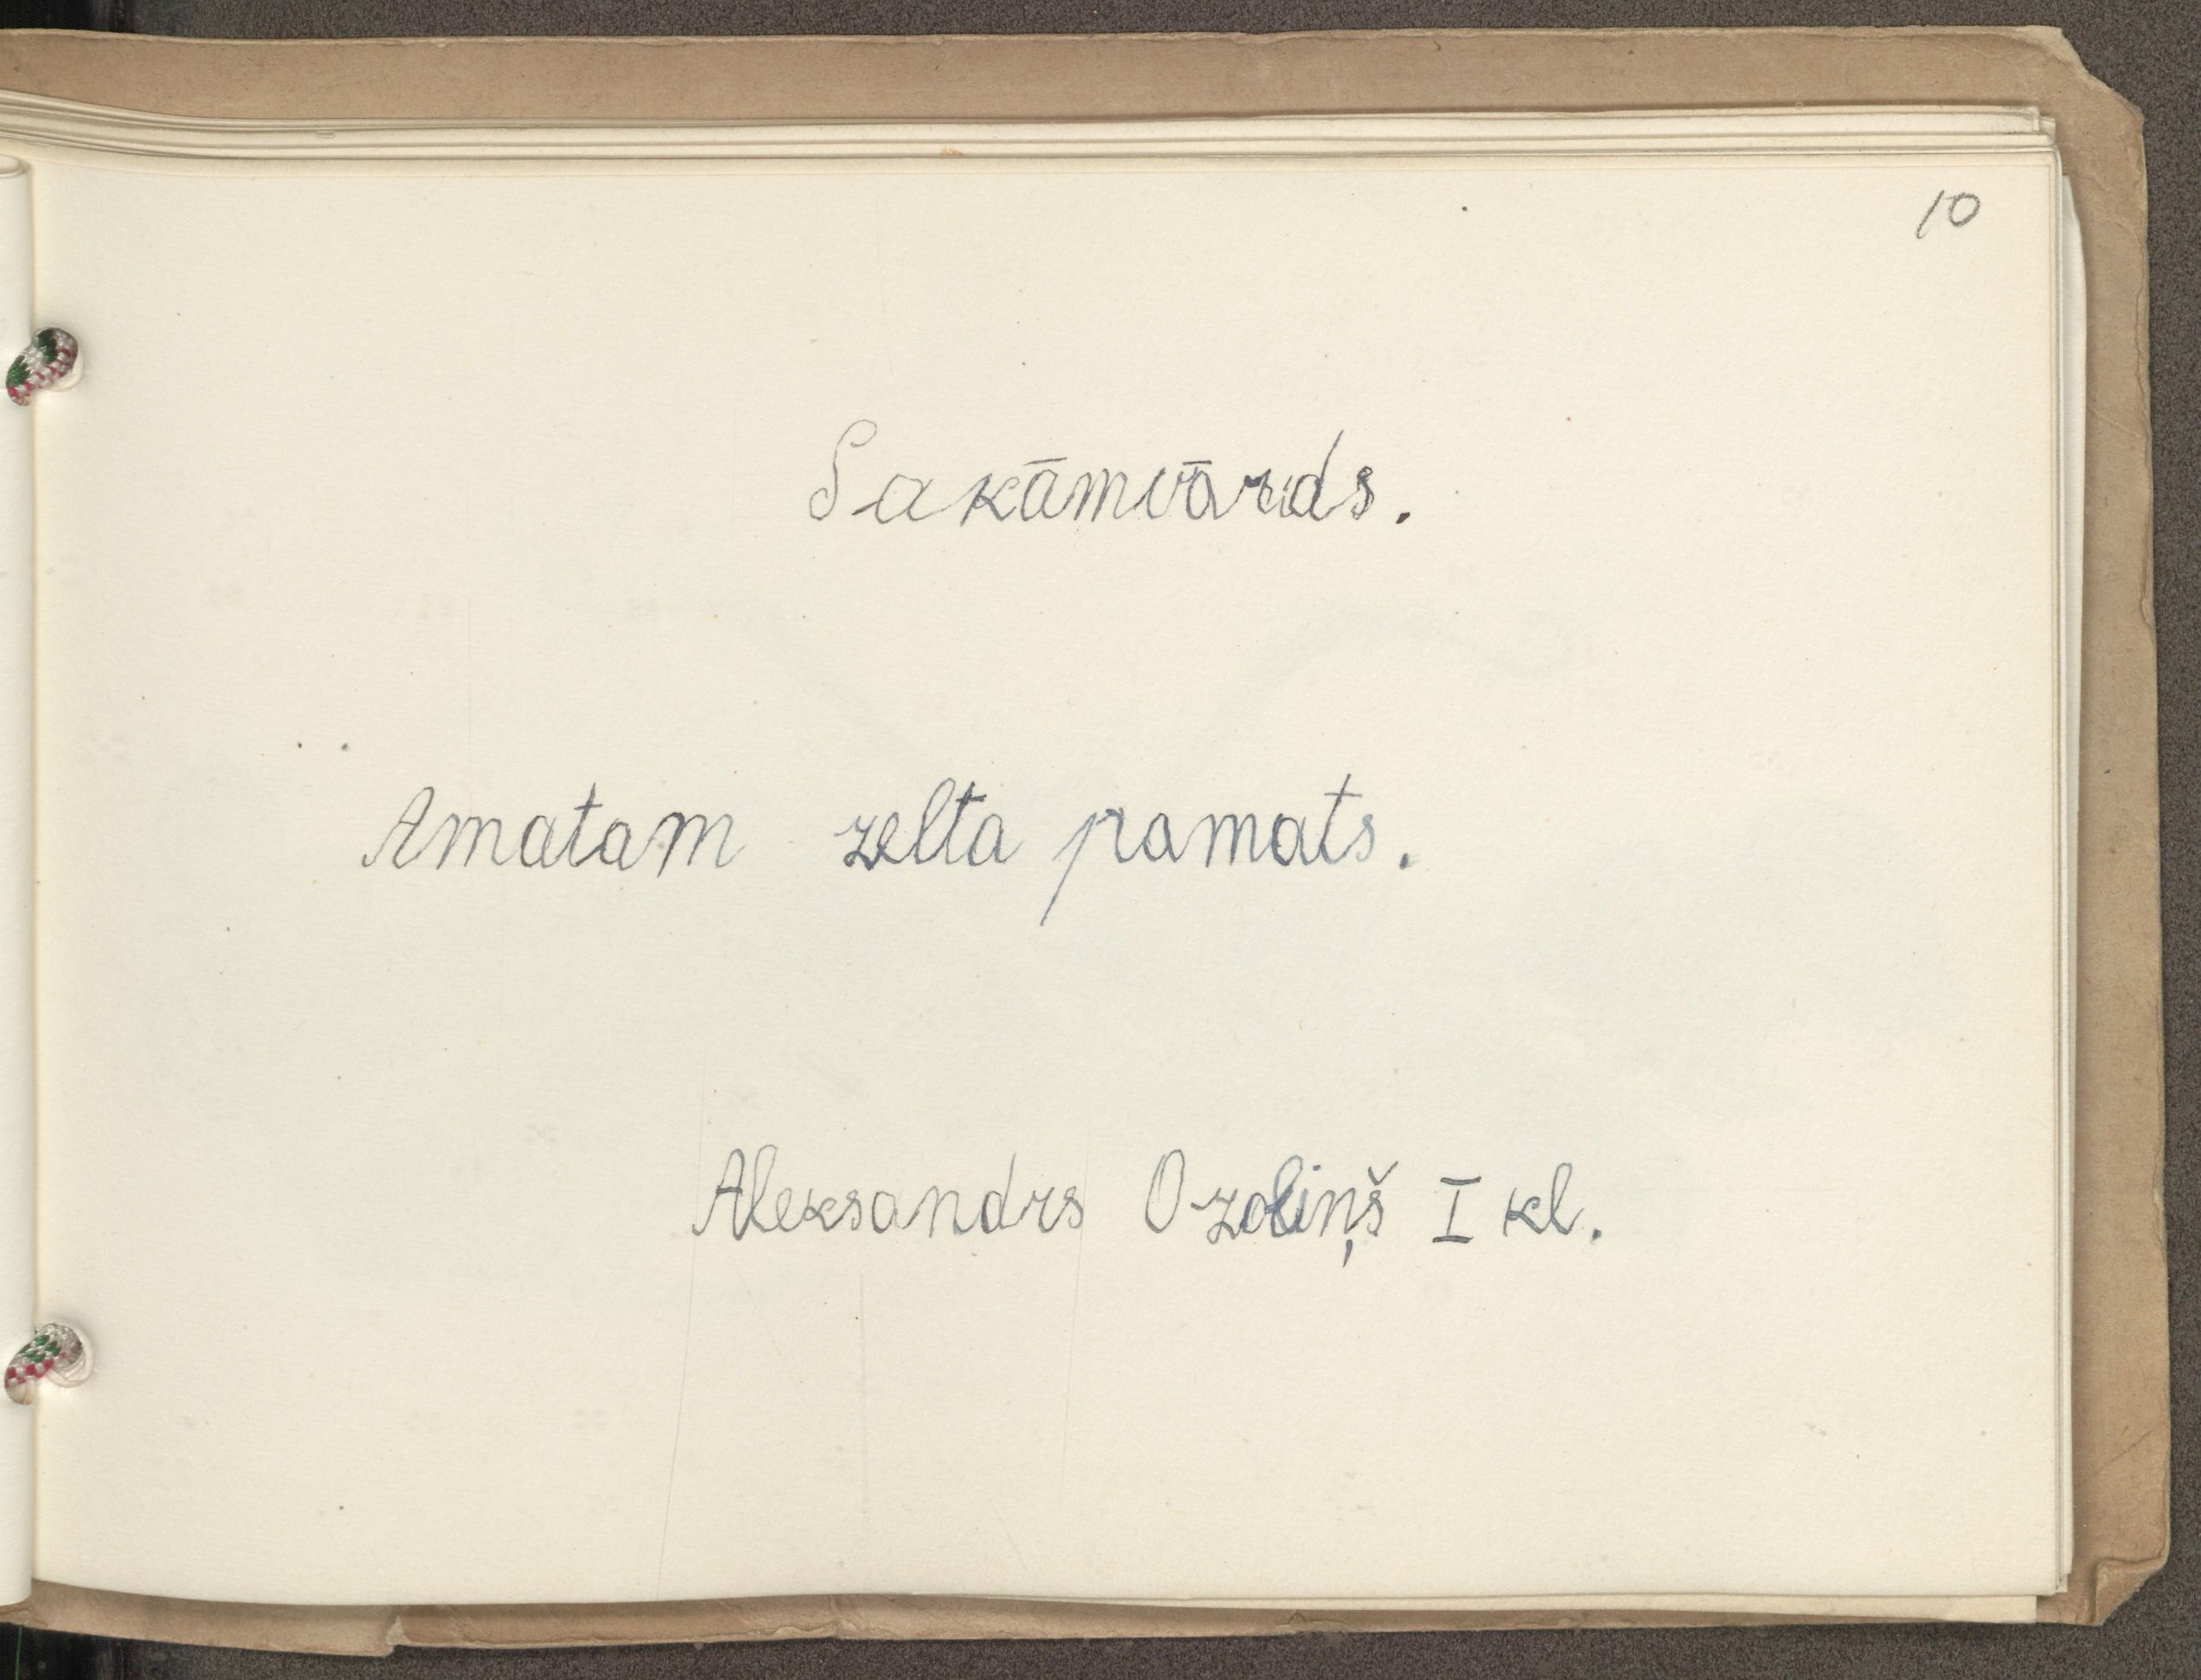 10
Sakāmvārds.
Amatam zelta pamats.
Aleksandrs Ozoliņš I kl.